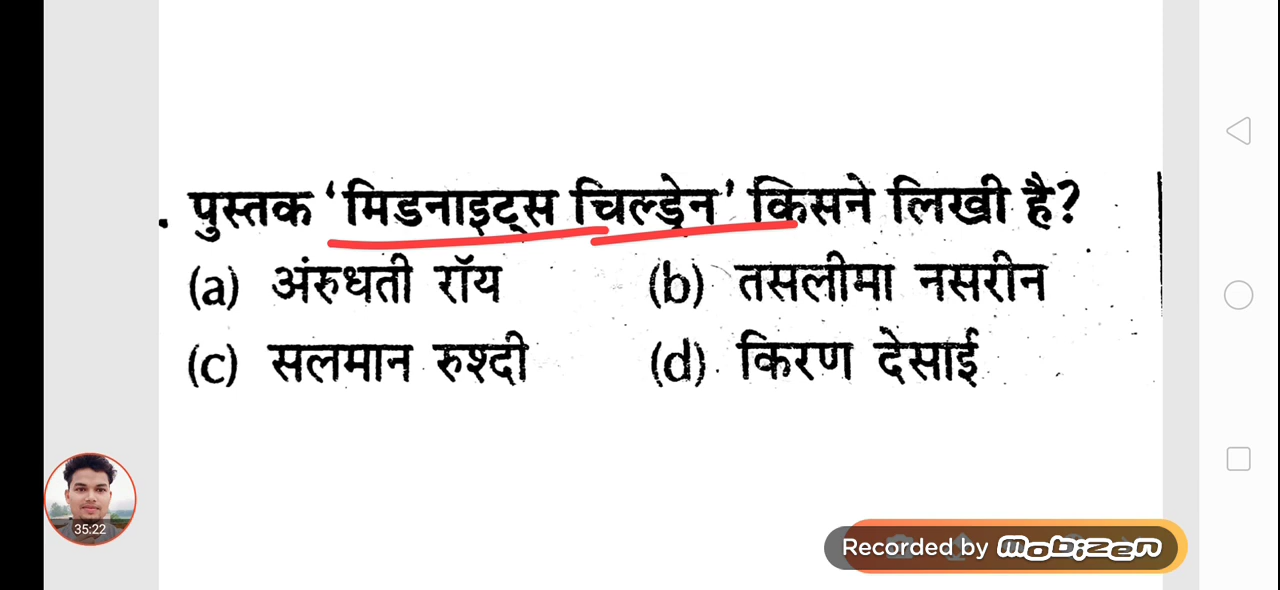 . पुस्तक ‘मिडनाइट्स चिल्ड्रेन’ किसने लिखी है?
(a) अंरुधती रॉय (b) तसलीमा नसरीन
(c) सलमान रुश्दी (d) किरण देसाई
35:22
Recorded by mobizen